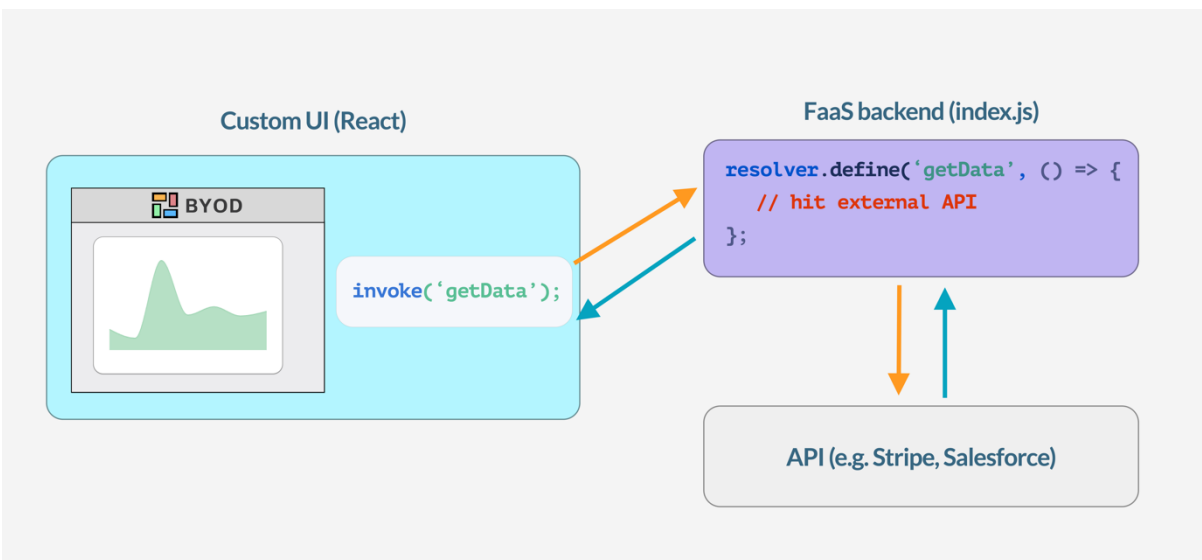 Custom UI (React)
BYOD
invoke(‘getData’);
FaaS backend (index.js)
resolver.define(‘getData’, () => {
// hit external API
};
API (e.g. Stripe, Salesforce)